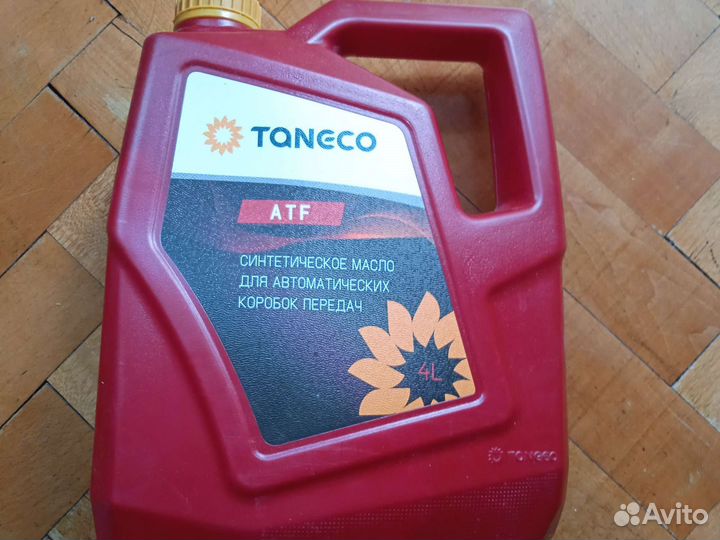 TANECO
ATF
СИНТЕТИЧЕСКОЕ МАСЛО
ДЛЯ АВТОМАТИЧЕСКИХ
КОРОБОК ПЕРЕДАЧ
4L
TANECO
Avito